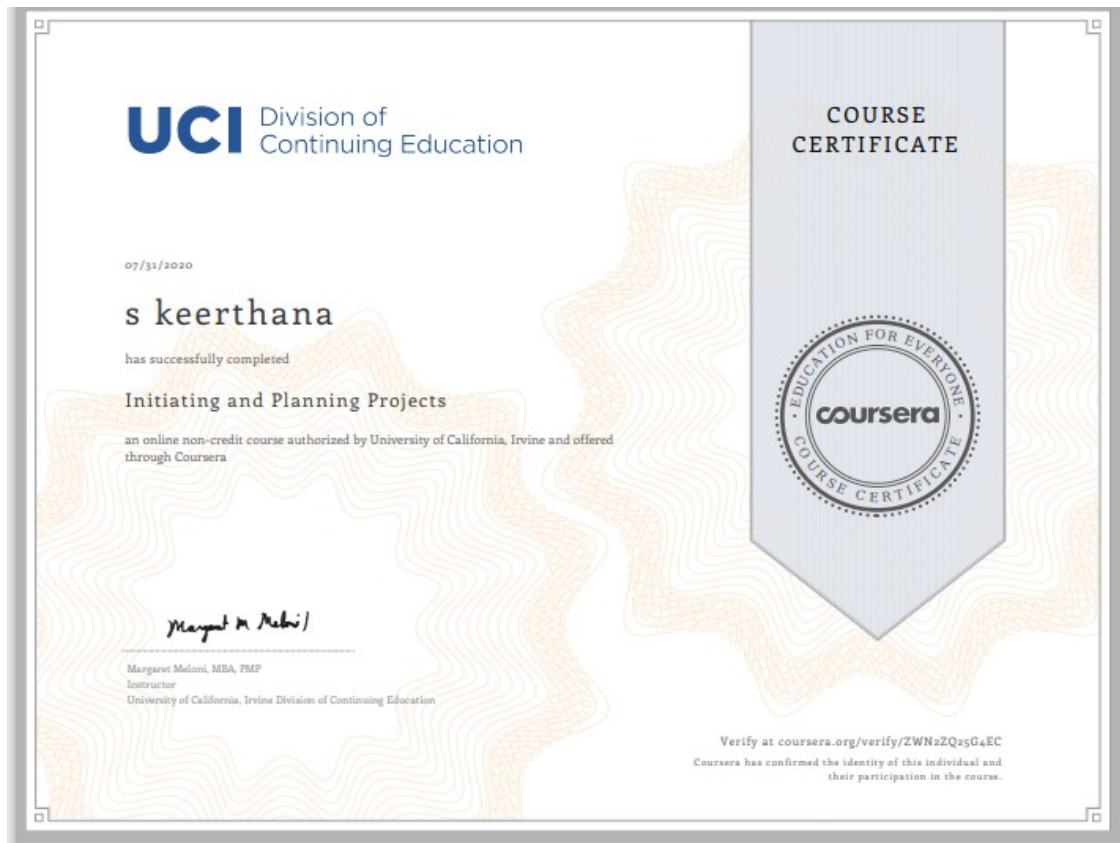 UCI Division of
Continuing Education
COURSE
CERTIFICATE
07/31/2020
s keerthana
has successfully completed
Initiating and Planning Projects
an online non-credit course authorized by University of California, Irvine and offered
through Coursera
EDUCATION FOR EVERYONE
coursera
COURSE CERTIFICATE
Margaret M Meloni
Margaret Meloni, MBA, PMP
Instructor
University of California, Irvine Division of Continuing Education
Verify at coursera.org/verify/ZWN2ZQ25G4EC
Coursera has confirmed the identity of this individual and
their participation in the course.